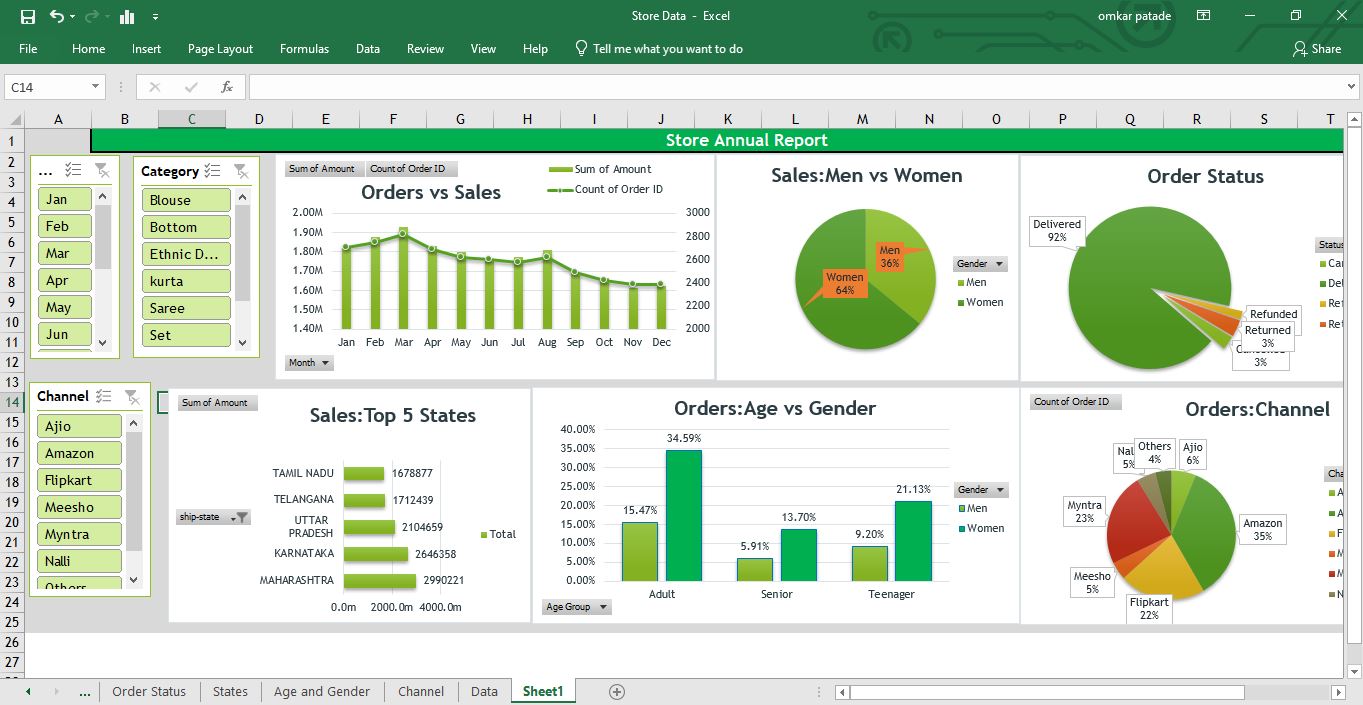 Store Data - Excel
omkar patade
File Home Insert Page Layout Formulas Data Review View Help Tell me what you want to do
Share
C14
fx
A B C D E F G H I J K L M N O P Q R S T
1
2
3
4
5
6
7
8
9
10
11
12
13
14
15
16
17
18
19
20
21
22
23
24
25
26
27
Store Annual Report
...
Jan
Feb
Mar
Apr
May
Jun
Category
Blouse
Bottom
Ethnic D...
kurta
Saree
Set
Sum of Amount Count of Order ID
Sum of Amount
Count of Order ID
Orders vs Sales
2.00M
1.90M
1.80M
1.70M
1.60M
1.50M
1.40M
3000
2800
2600
2400
2200
2000
Jan Feb Mar Apr May Jun Jul Aug Sep Oct Nov Dec
Month
Sales:Men vs Women
Men
36%
Women
64%
Gender
Men
Women
Order Status
Delivered
92%
Refunded
Returned
3%
3%
Status
Channel
Ajio
Amazon
Flipkart
Meesho
Myntra
Nalli
Others
Sum of Amount
Sales:Top 5 States
ship-state
TAMIL NADU 1678877
TELANGANA 1712439
UTTAR
PRADESH 2104659
KARNATAKA 2646358
MAHARASHTRA 2990221
0.0m 2000.0m 4000.0m
Total
Orders:Age vs Gender
40.00%
35.00%
30.00%
25.00%
20.00%
15.00%
10.00%
5.00%
0.00%
15.47% 34.59%
5.91% 13.70%
9.20% 21.13%
Adult Senior Teenager
Age Group
Gender
Men
Women
Count of Order ID
Orders:Channel
Nal
5%
Others
4%
Ajio
6%
Myntra
23%
Amazon
35%
Meesho
5%
Flipkart
22%
... Order Status States Age and Gender Channel Data Sheet1